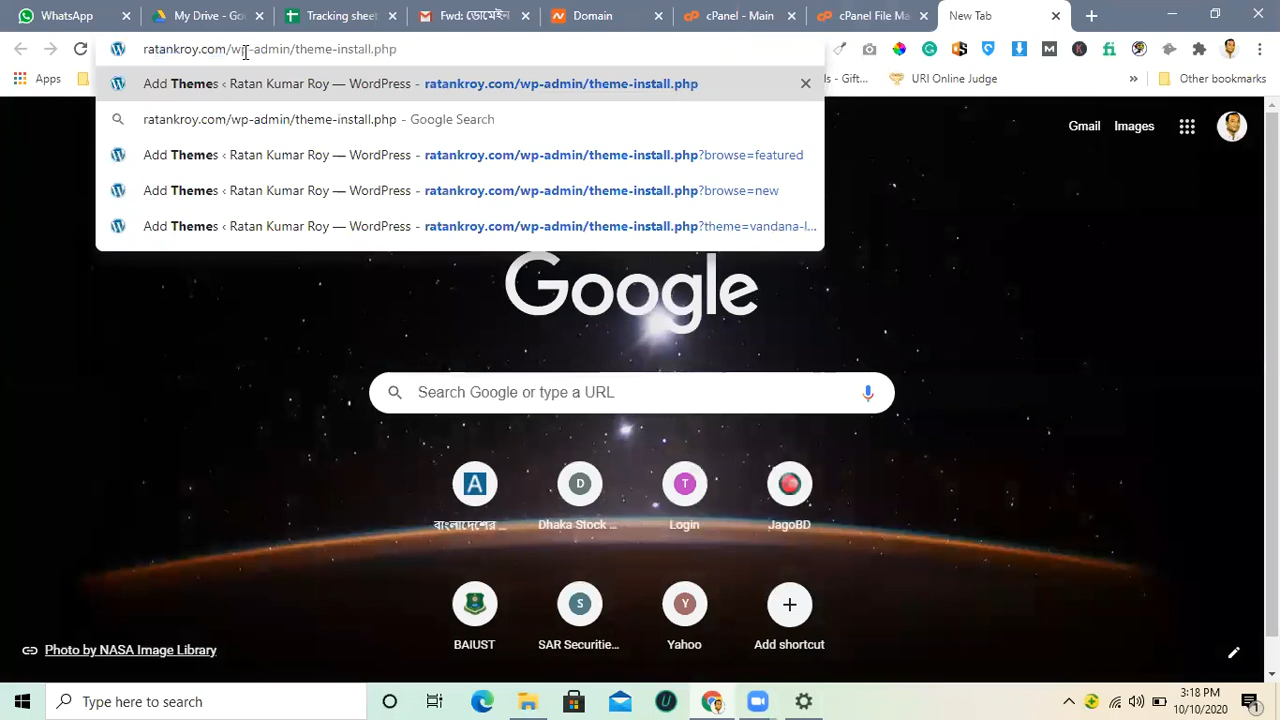 WhatsApp
My Drive - Goo
Tracking sheet
Fwd: ডোমেইন
Domain
cPanel - Main
cPanel File Ma
New Tab
ratankroy.com/wp-admin/theme-install.php
Apps
ls - Gift...
URI Online Judge
»
Other bookmarks
Add Themes ‹ Ratan Kumar Roy — WordPress - ratankroy.com/wp-admin/theme-install.php
ratankroy.com/wp-admin/theme-install.php - Google Search
Add Themes ‹ Ratan Kumar Roy — WordPress - ratankroy.com/wp-admin/theme-install.php?browse=featured
Add Themes ‹ Ratan Kumar Roy — WordPress - ratankroy.com/wp-admin/theme-install.php?browse=new
Add Themes ‹ Ratan Kumar Roy — WordPress - ratankroy.com/wp-admin/theme-install.php?theme=vandana-l...
Gmail Images
Google
Search Google or type a URL
A D T
বাংলাদেশের ...
Dhaka Stock ...
Login
JagoBD
S Y
BAIUST
SAR Securitie...
Yahoo
Add shortcut
Photo by NASA Image Library
Type here to search
3:18 PM
10/10/2020